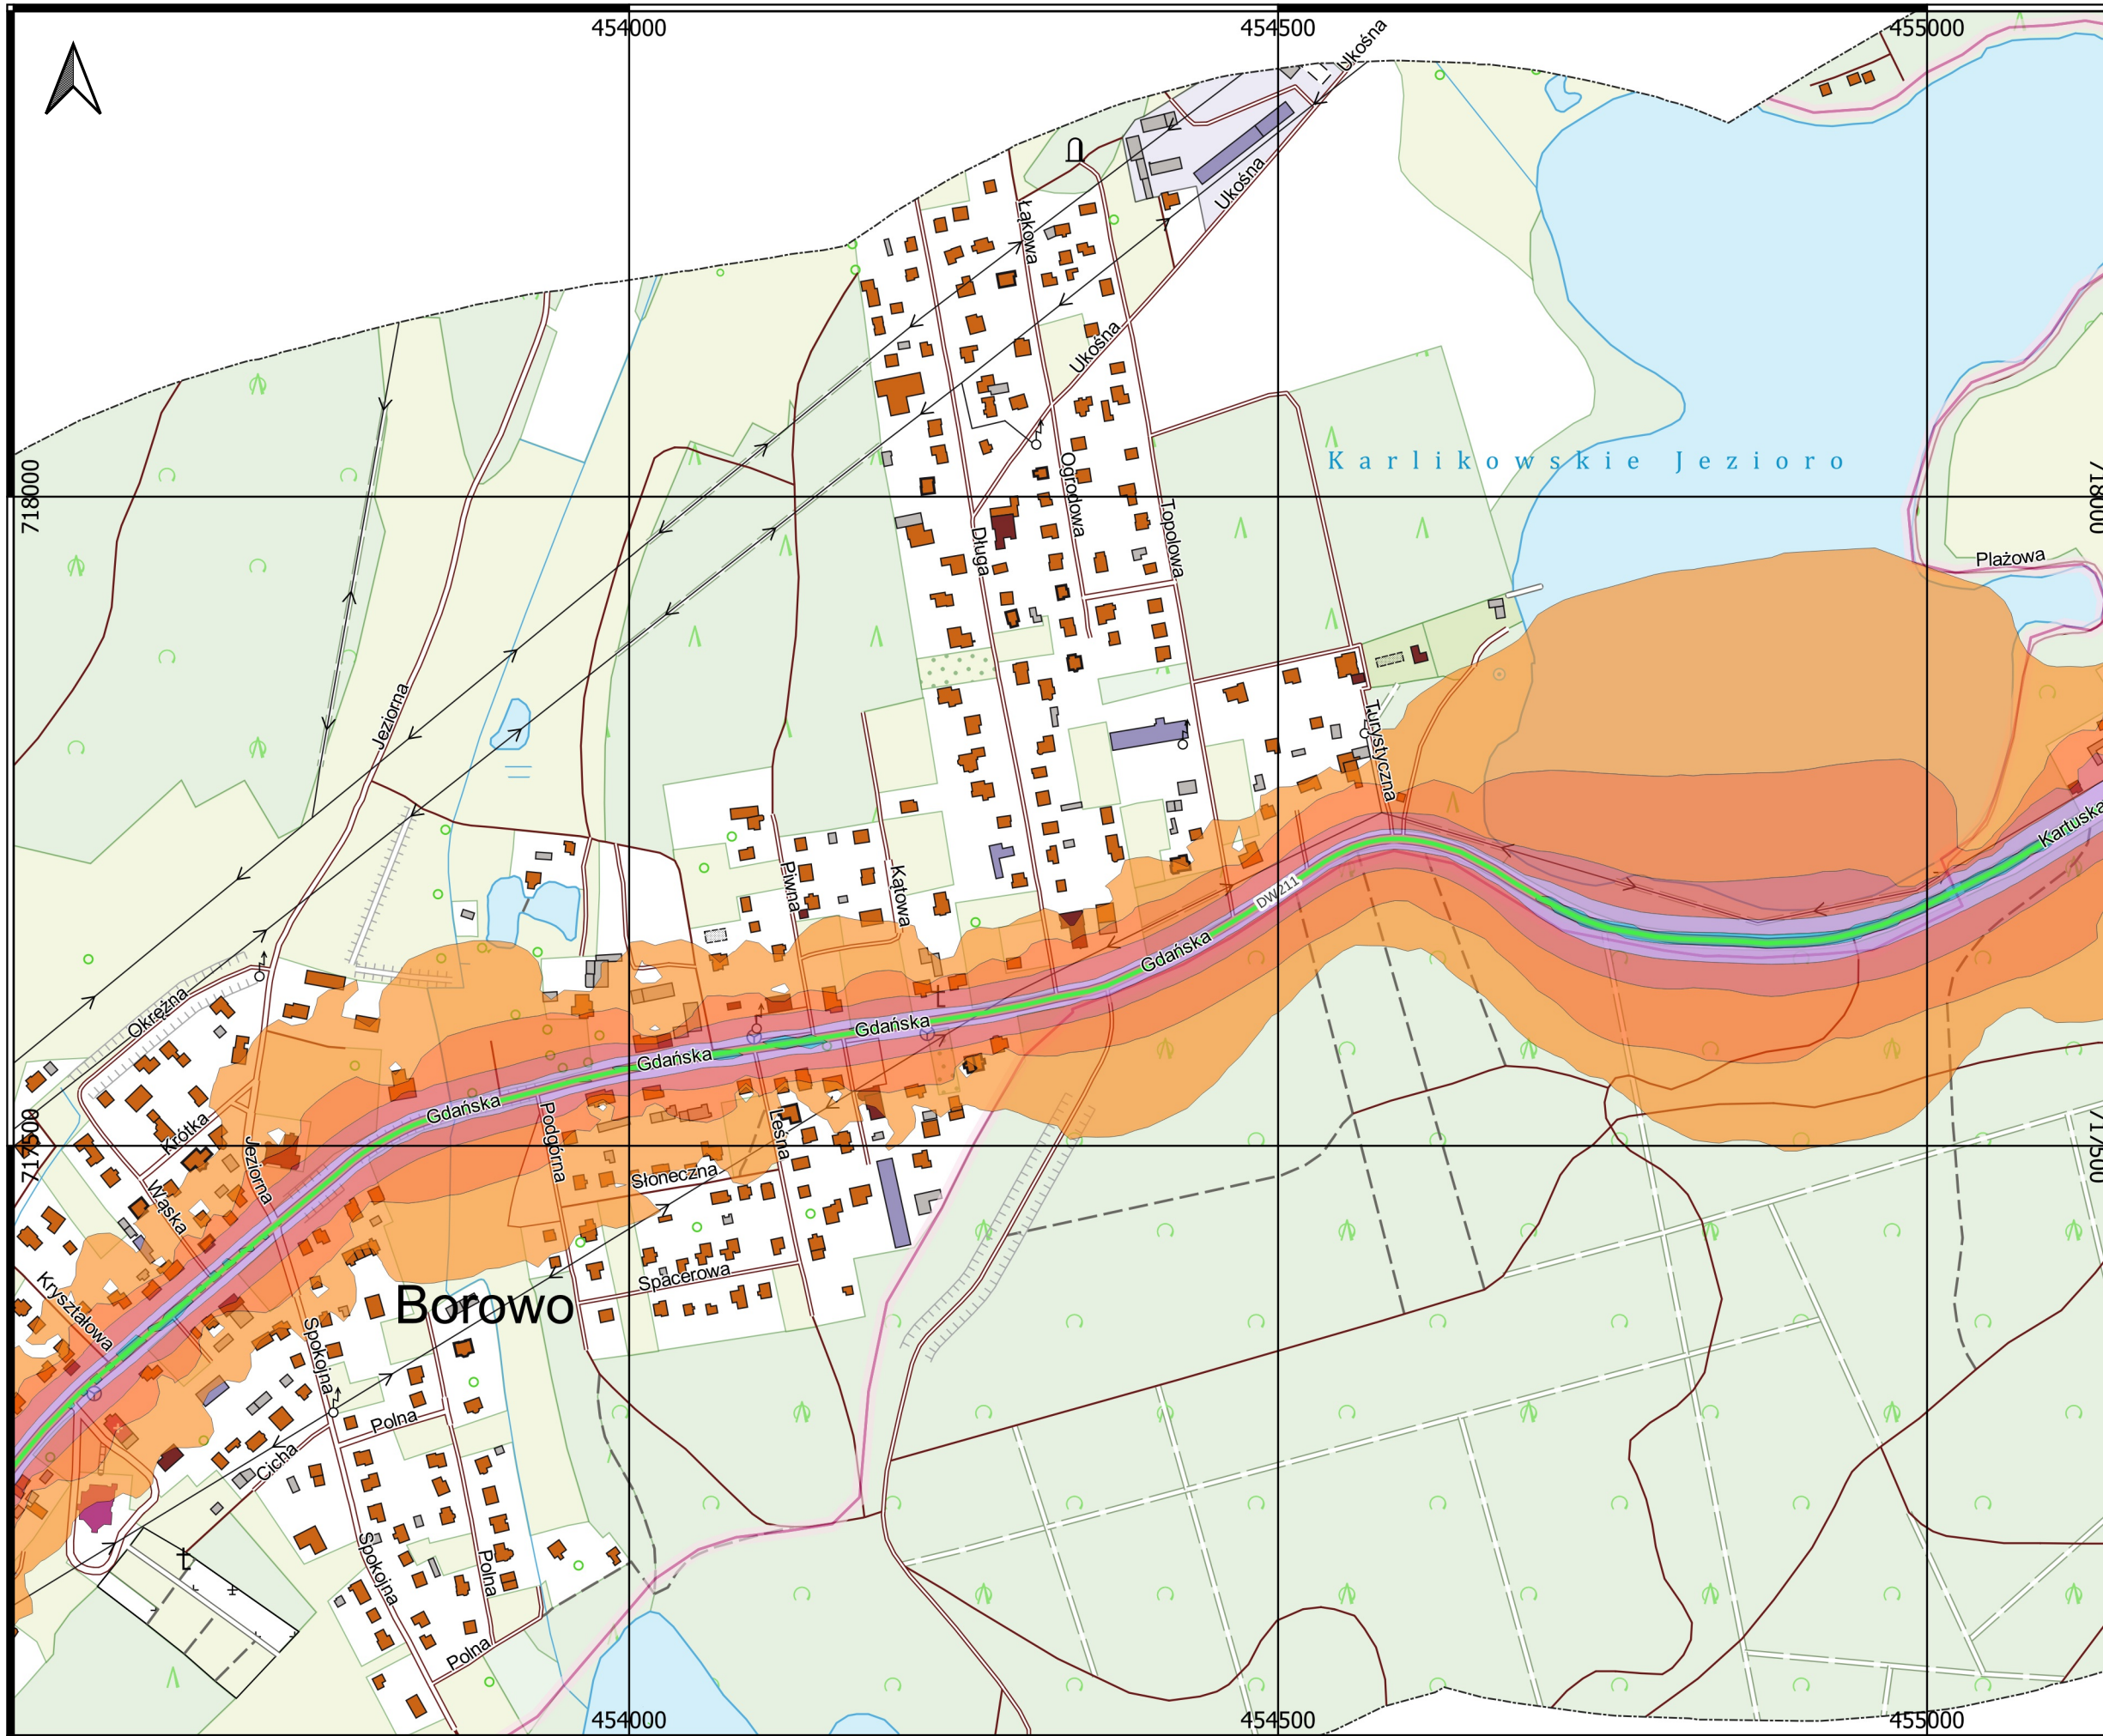 454000
454500
455000
Ukośna
Ukośna
Łąkowa
Ukośna
Karlikowskie Jezioro
718000
718000
Ogrodowa
Topolowa
Długa
Plażowa
Jeziorna
Turystyczna
Kartuska
Piwna
Kątowa
DW 211
Gdańska
Okrężna
Gdańska
Gdańska
Gdańska
Krótka
Podgórna
Leśna
717500
717500
Jeziorna
Słoneczna
Wąska
Spacerowa
Borowo
Kryształowa
Spokojna
Polna
Cicha
Spokojna
Polna
Polna
454000
454500
455000